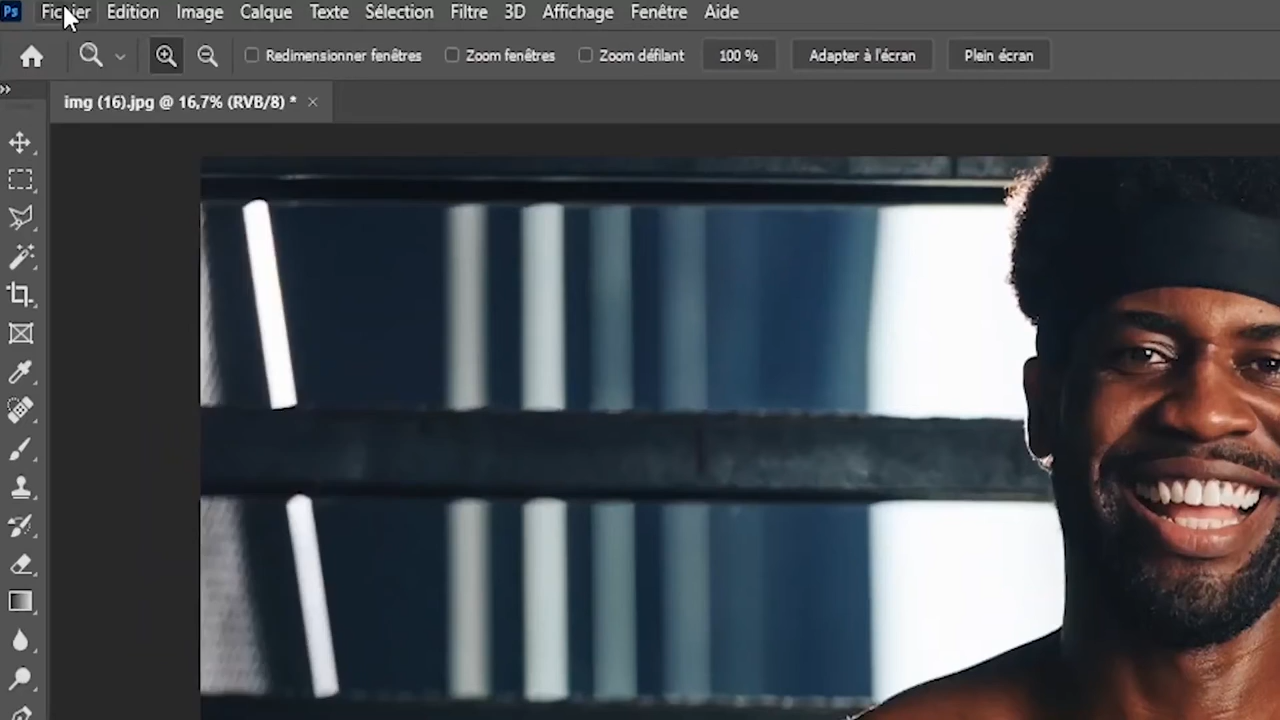 Ps Fichier Edition Image Calque Texte Sélection Filtre 3D Affichage Fenêtre Aide
Redimensionner fenêtres Zoom fenêtres Zoom défilant 100 % Adapter à l'écran Plein écran
img (16).jpg @ 16,7% (RVB/8) *